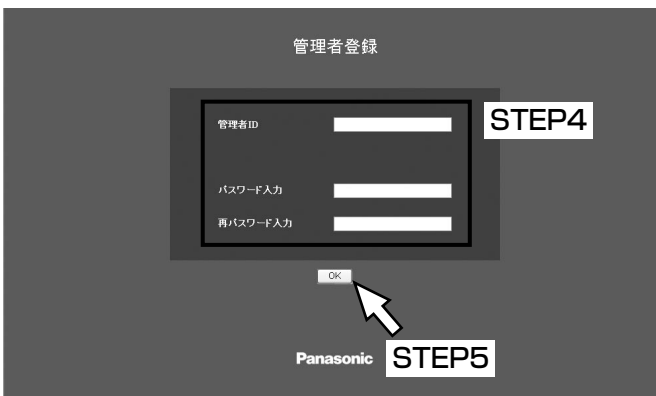 管理者登録
管理者ID
STEP4
パスワード入力
再パスワード入力
OK
Panasonic
STEP5